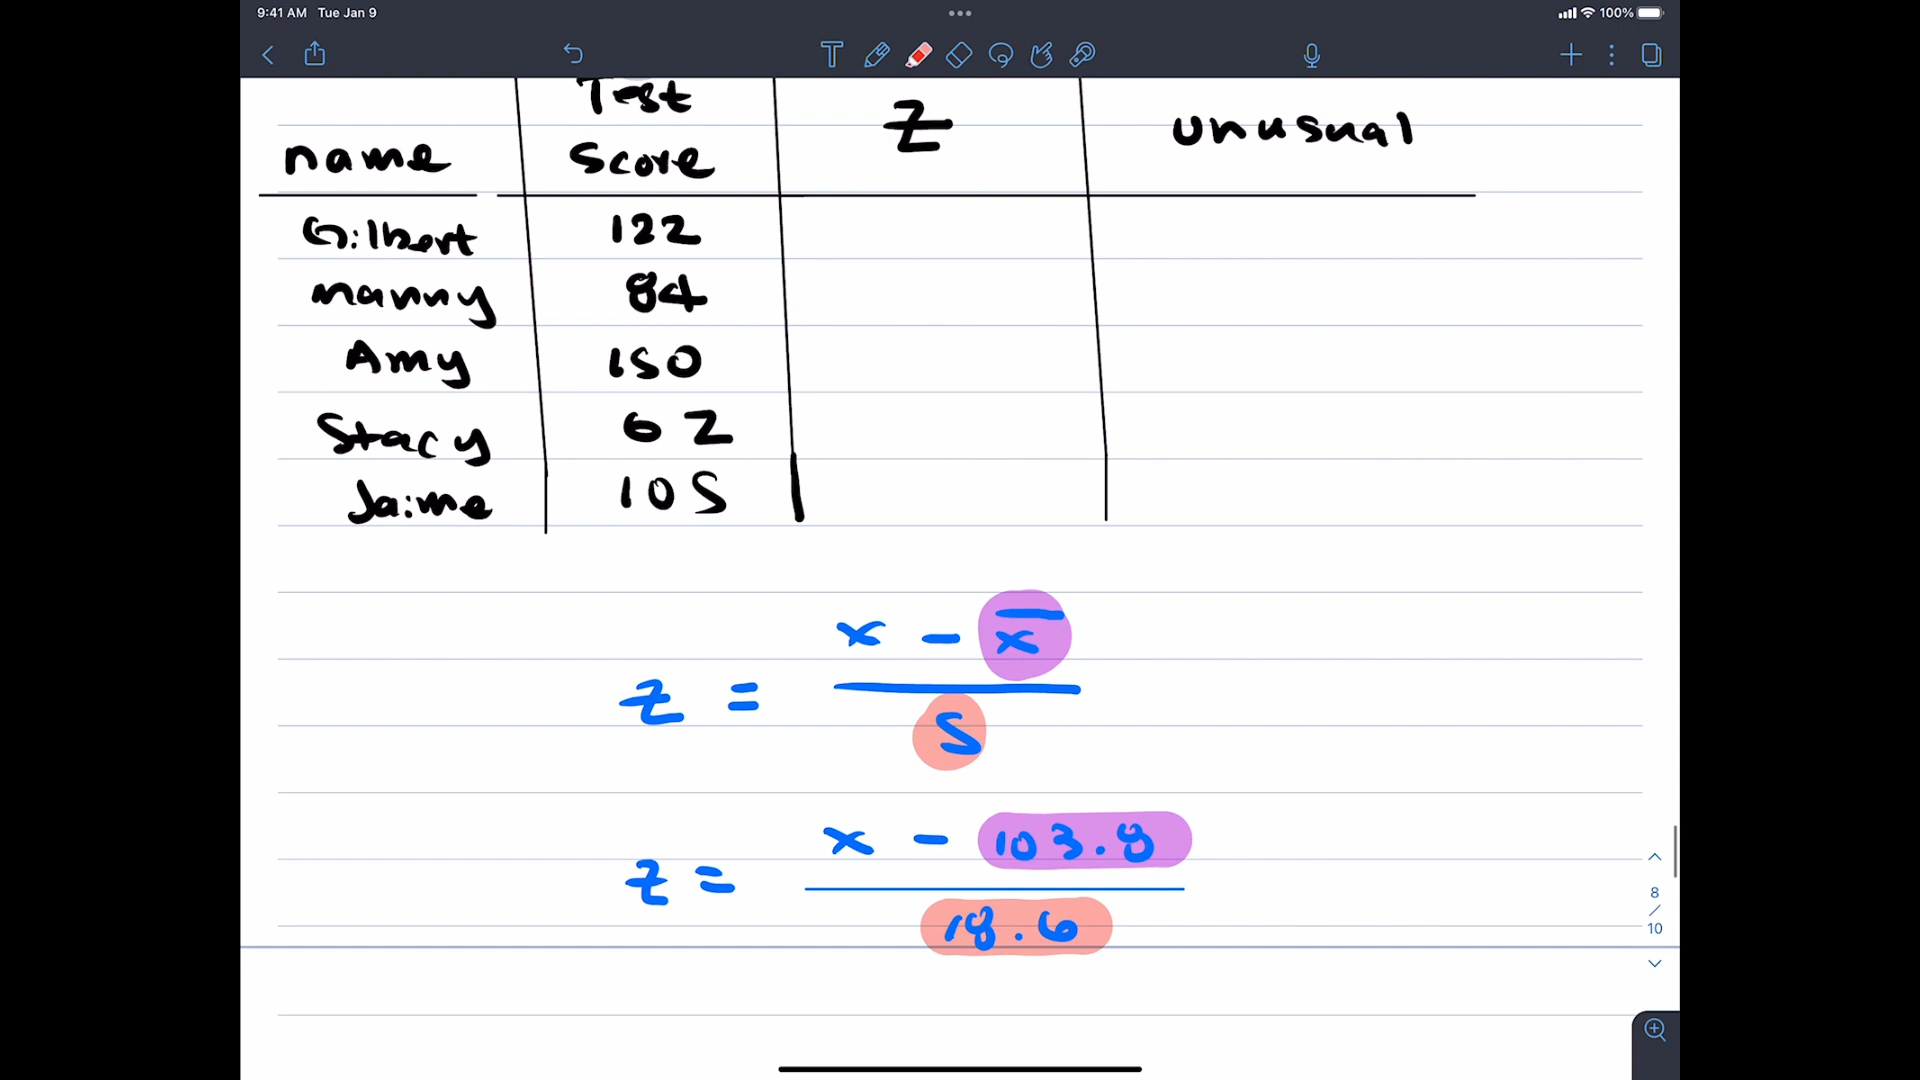 9:41 AM Tue Jan 9
100%
Test
name Score Z unusual
Gilbert 122
manny 84
Amy 150
Stacy 62
Jaime 105
z = x - x̄ / s
z = x - 103.8 / 18.6
8
/
10